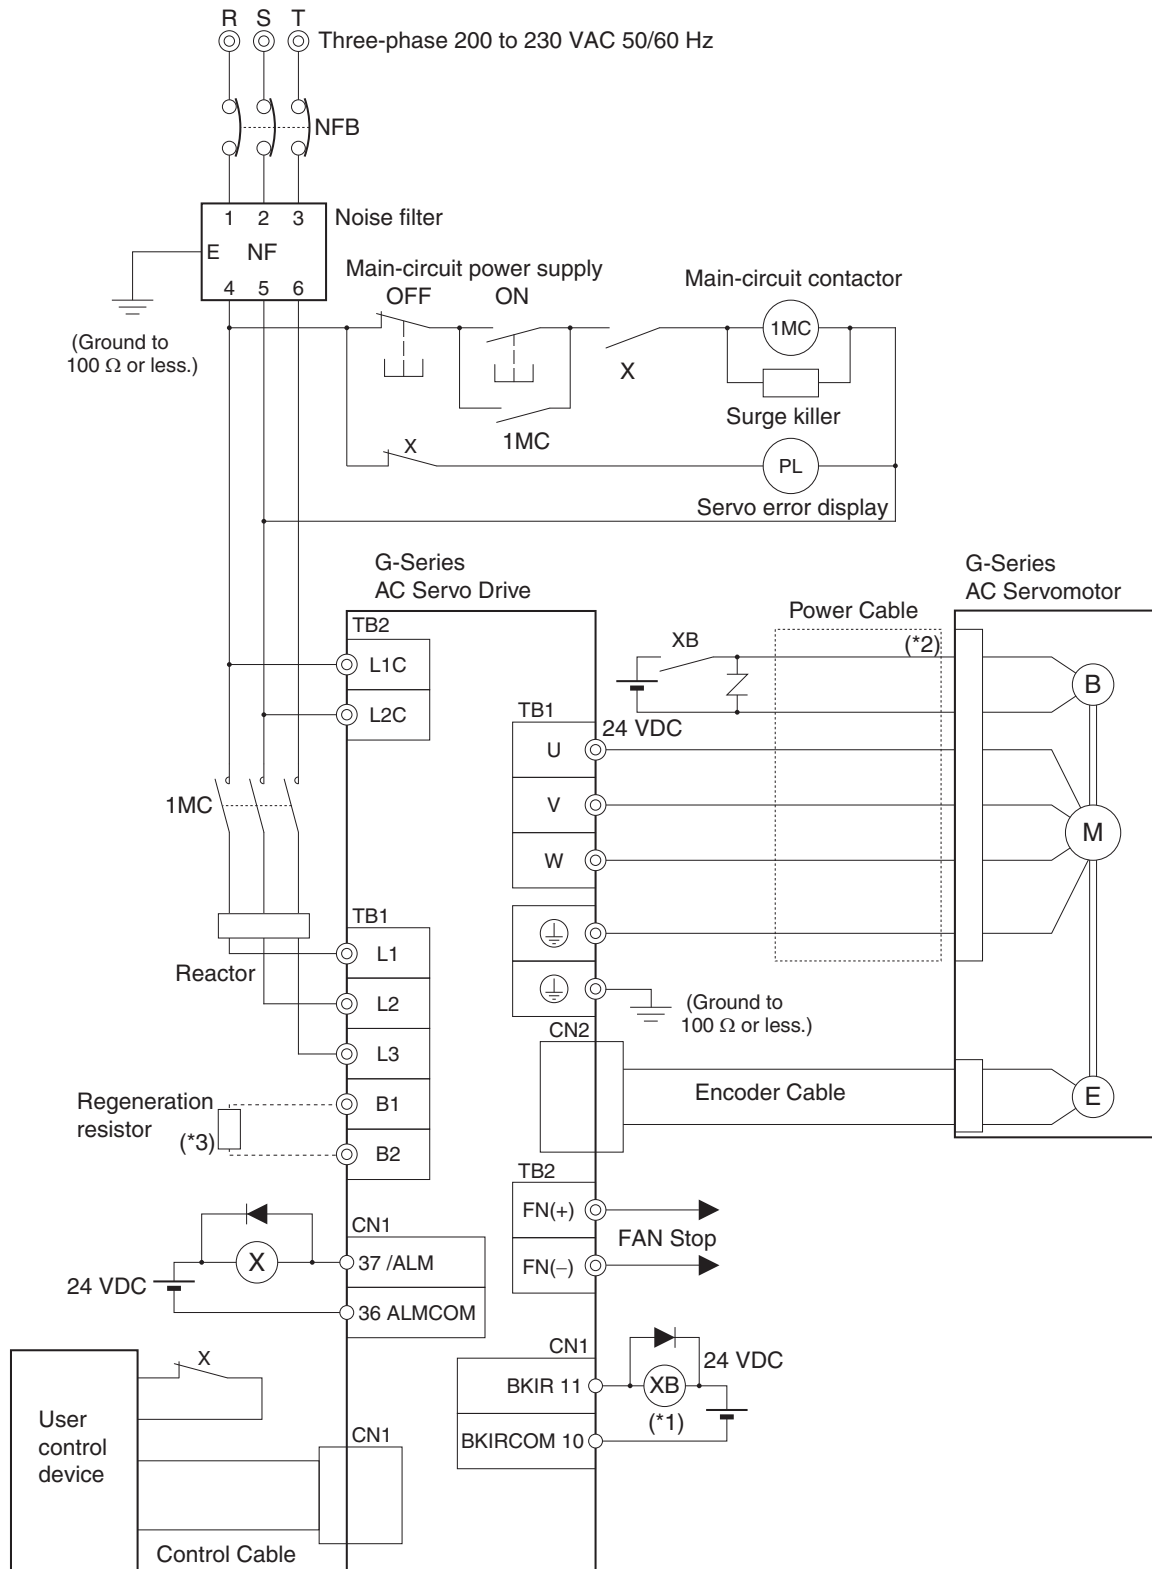 R S T
Three-phase 200 to 230 VAC 50/60 Hz
NFB
1 2 3
Noise filter
E NF
4 5 6
(Ground to
100 Ω or less.)
Main-circuit power supply
OFF ON
Main-circuit contactor
1MC
X
Surge killer
1MC
X
PL
Servo error display
G-Series
AC Servo Drive
G-Series
AC Servomotor
TB2
L1C
L2C
Power Cable
XB
(*2)
24 VDC
B
TB1
U
V
W
M
1MC
Reactor
TB1
L1
L2
L3
(Ground to
100 Ω or less.)
CN2
Encoder Cable
E
Regeneration
resistor
(*3)
B1
B2
TB2
FN(+)
FAN Stop
FN(−)
CN1
X
37 /ALM
24 VDC
36 ALMCOM
CN1
24 VDC
BKIR 11
XB
(*1)
BKIRCOM 10
X
User
control
device
CN1
Control Cable